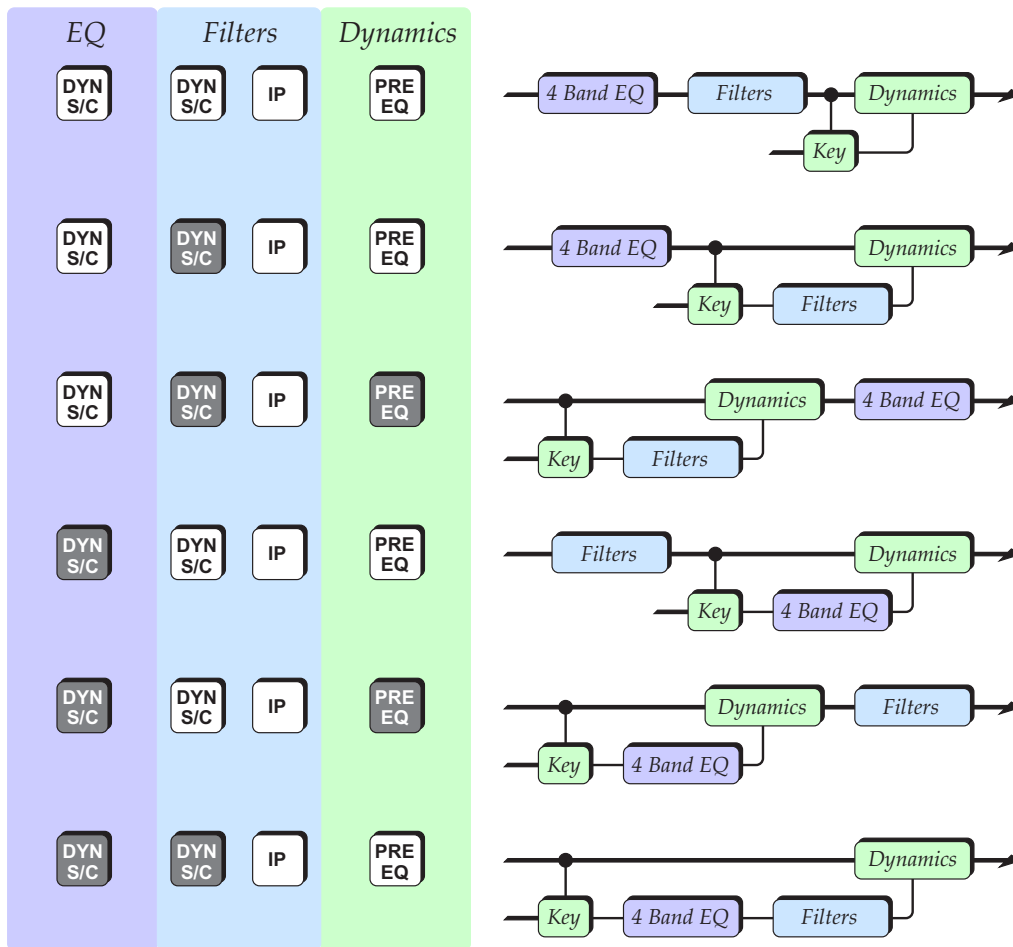 EQ Filters Dynamics
DYN S/C DYN S/C IP PRE EQ
4 Band EQ Filters Dynamics
Key
DYN S/C DYN S/C IP PRE EQ
4 Band EQ Dynamics
Key Filters
DYN S/C DYN S/C IP PRE EQ
Dynamics 4 Band EQ
Key Filters
DYN S/C DYN S/C IP PRE EQ
Filters Dynamics
Key 4 Band EQ
DYN S/C DYN S/C IP PRE EQ
Dynamics Filters
Key 4 Band EQ
DYN S/C DYN S/C IP PRE EQ
Dynamics
Key 4 Band EQ Filters